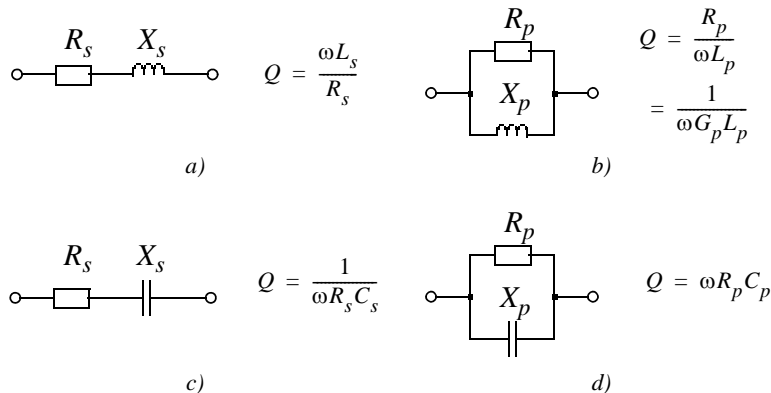 R_s X_s Q = ωL_s / R_s
a)
R_p X_p Q = R_p / ωL_p
= 1 / ωG_pL_p
b)
R_s X_s Q = 1 / ωR_sC_s
c)
R_p X_p Q = ωR_pC_p
d)